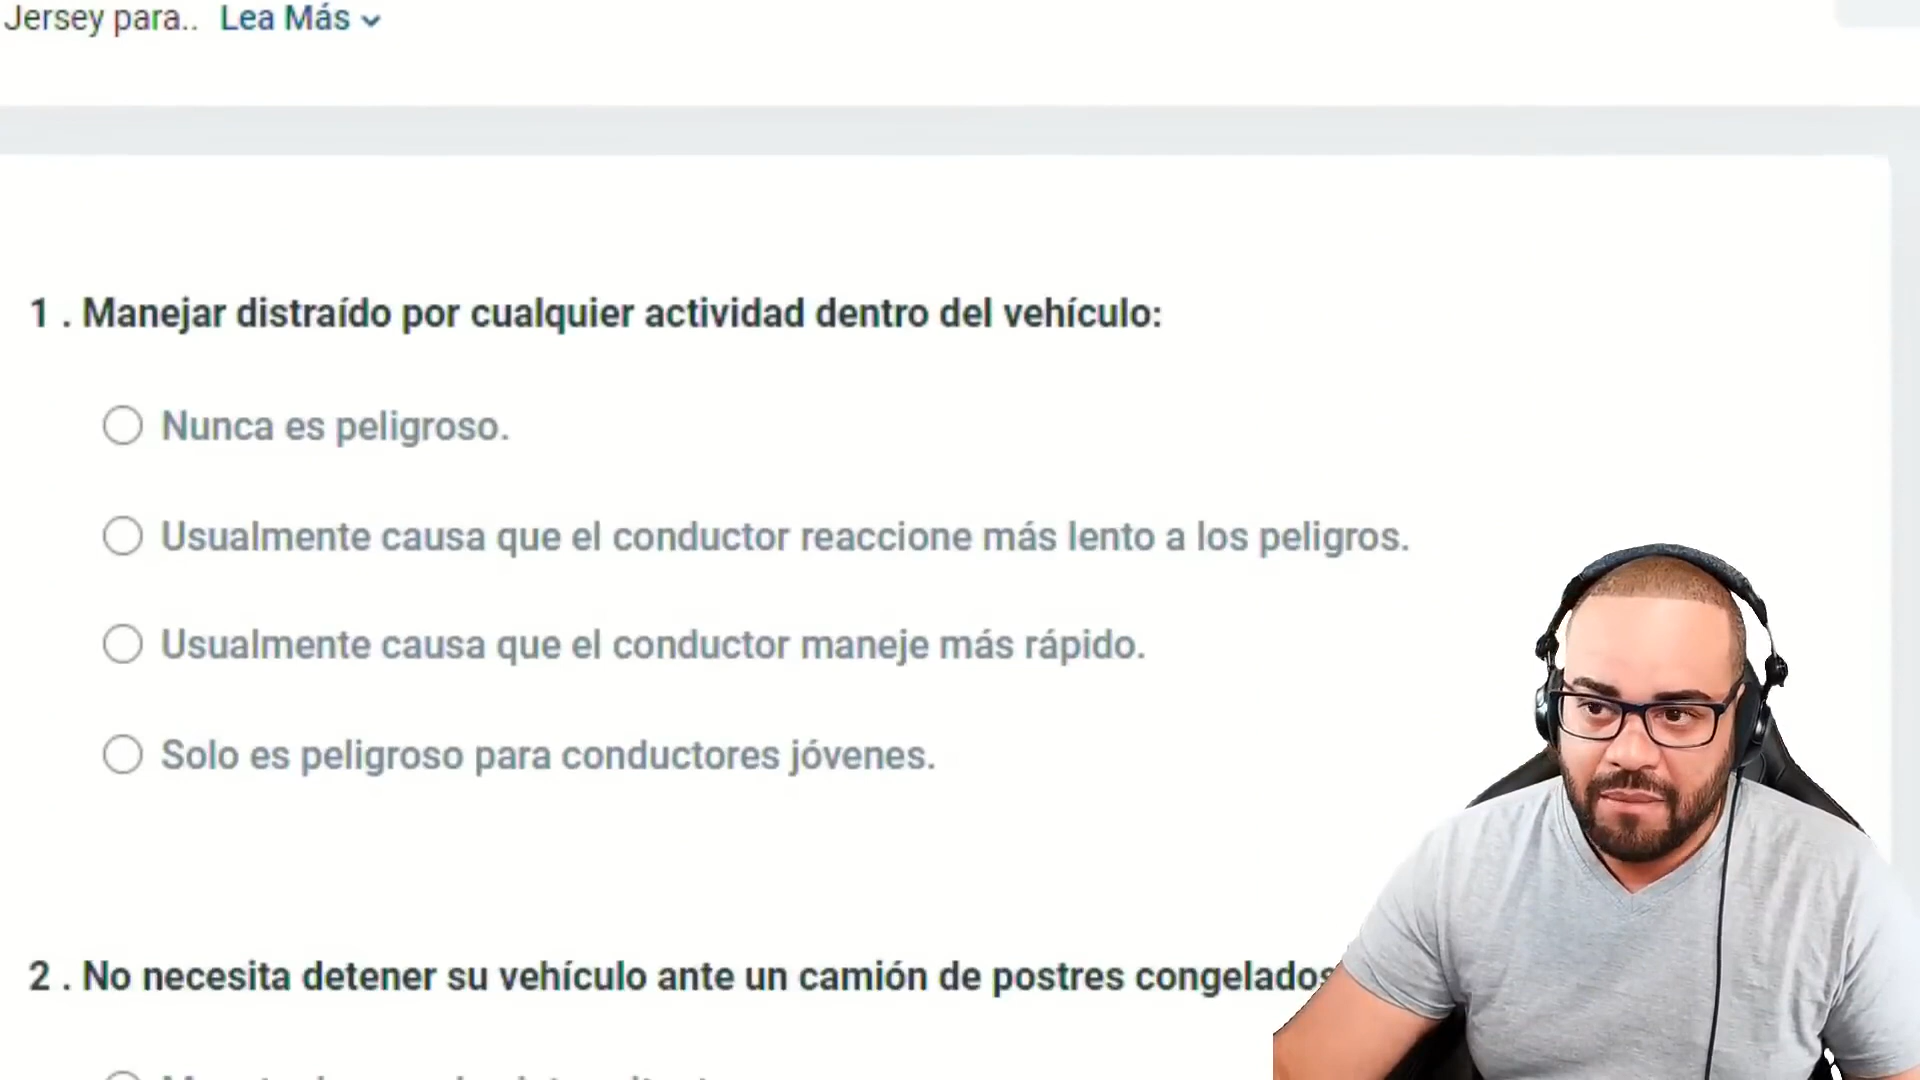 Jersey para.. Lea Más
1 . Manejar distraído por cualquier actividad dentro del vehículo:
Nunca es peligroso.
Usualmente causa que el conductor reaccione más lento a los peligros.
Usualmente causa que el conductor maneje más rápido.
Solo es peligroso para conductores jóvenes.
2 . No necesita detener su vehículo ante un camión de postres congelados